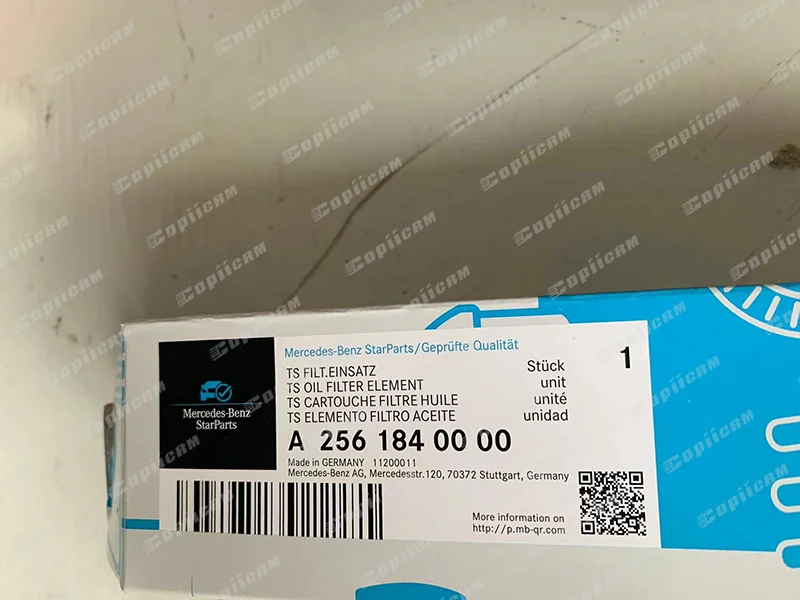 Mercedes-Benz StarParts/Geprüfte Qualität
TS FILT.EINSATZ Stück 1
TS OIL FILTER ELEMENT unit
TS CARTOUCHE FILTRE HUILE unité
TS ELEMENTO FILTRO ACEITE unidad
Mercedes-Benz
StarParts
A 256 184 00 00
Made in GERMANY 11200011
Mercedes-Benz AG, Mercedesstr.120, 70372 Stuttgart, Germany
More information on
http://p.mb-qr.com
Copiicam